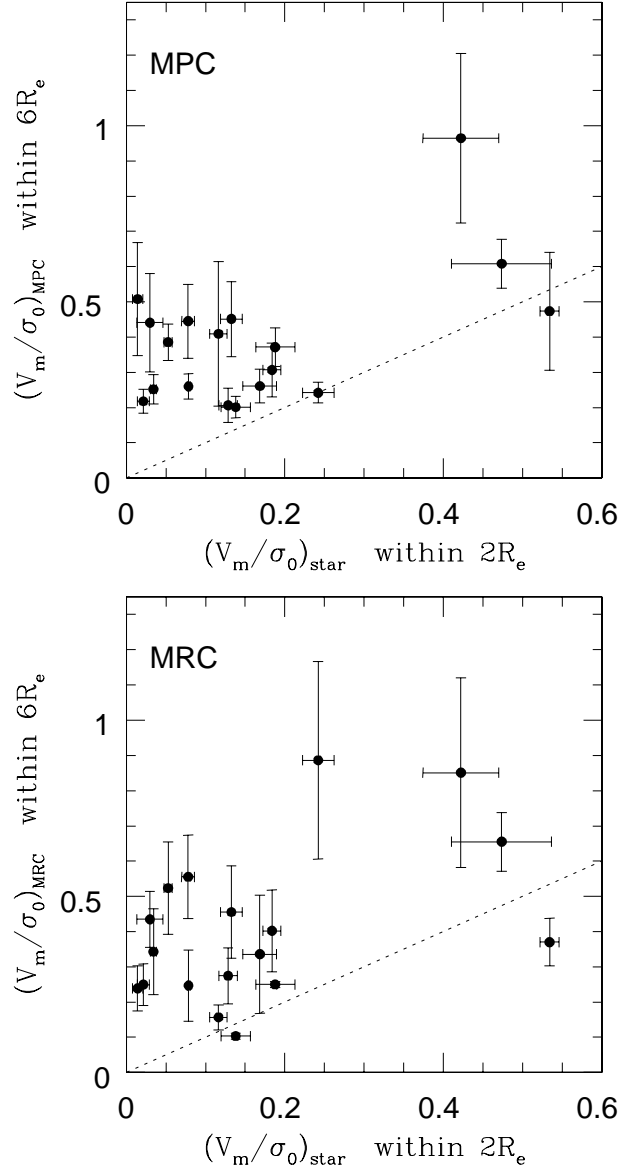 MPC
(V_m/σ_0)_MPC within 6R_e
1
0.5
0
0 0.2 0.4 0.6
(V_m/σ_0)_star within 2R_e
MRC
(V_m/σ_0)_MRC within 6R_e
1
0.5
0
0 0.2 0.4 0.6
(V_m/σ_0)_star within 2R_e